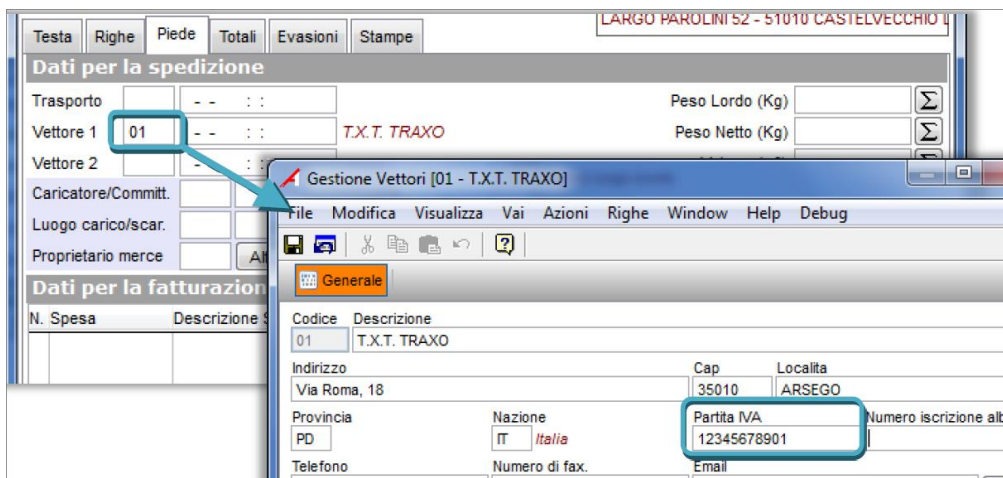 LARGO PAROLINI 52 - 51010 CASTELVECCHIO
Testa Righe Piede Totali Evasioni Stampe
Dati per la spedizione
Trasporto - - : : Peso Lordo (Kg) Σ
Vettore 1 01 - - : : T.X.T. TRAXO Peso Netto (Kg) Σ
Vettore 2 - - : :
Caricatore/Committ.
Luogo carico/scar.
Proprietario merce
Dati per la fatturazion
N. Spesa Descrizione
Gestione Vettori [01 - T.X.T. TRAXO]
File Modifica Visualizza Vai Azioni Righe Window Help Debug
Generale
Codice Descrizione
01 T.X.T. TRAXO
Indirizzo Cap Localita
Via Roma, 18 35010 ARSEGO
Provincia Nazione Partita IVA Numero iscrizione alb
PD IT Italia 12345678901
Telefono Numero di fax. Email